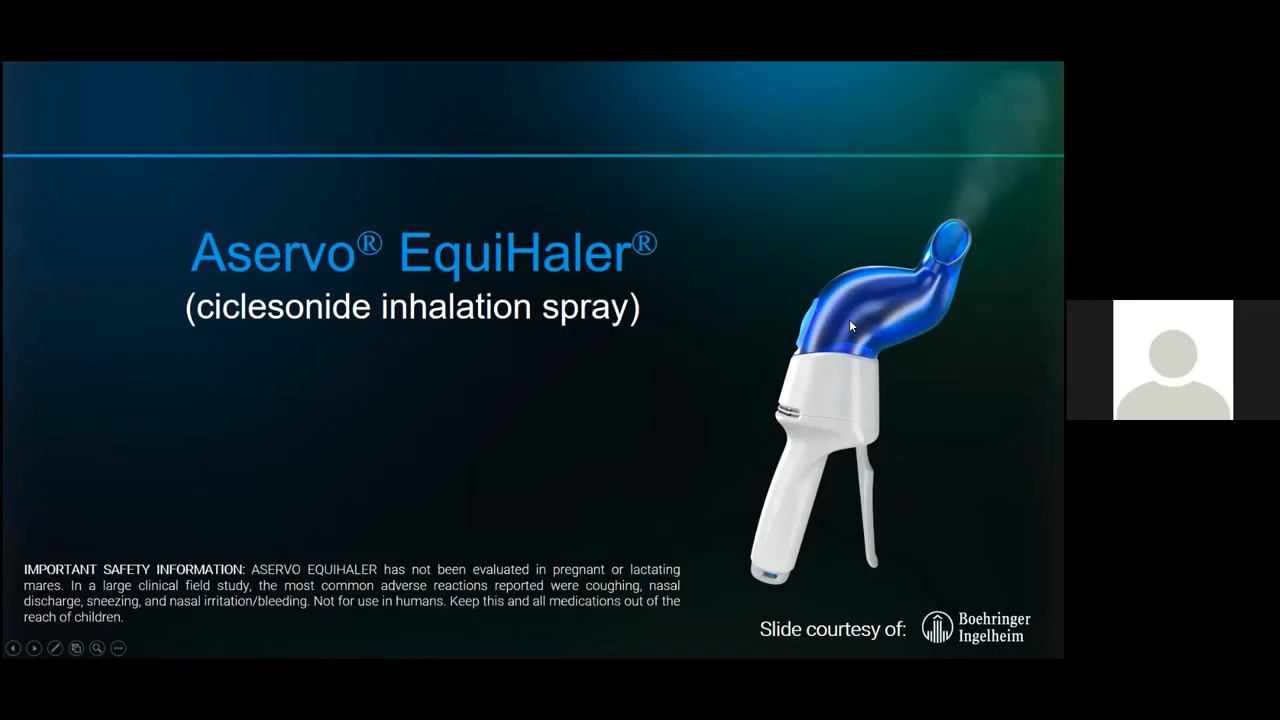 Aservo® EquiHaler®
(ciclesonide inhalation spray)
IMPORTANT SAFETY INFORMATION: ASERVO EQUIHALER has not been evaluated in pregnant or lactating
mares. In a large clinical field study, the most common adverse reactions reported were coughing, nasal
discharge, sneezing, and nasal irritation/bleeding. Not for use in humans. Keep this and all medications out of the
reach of children.
Slide courtesy of:
Boehringer
Ingelheim